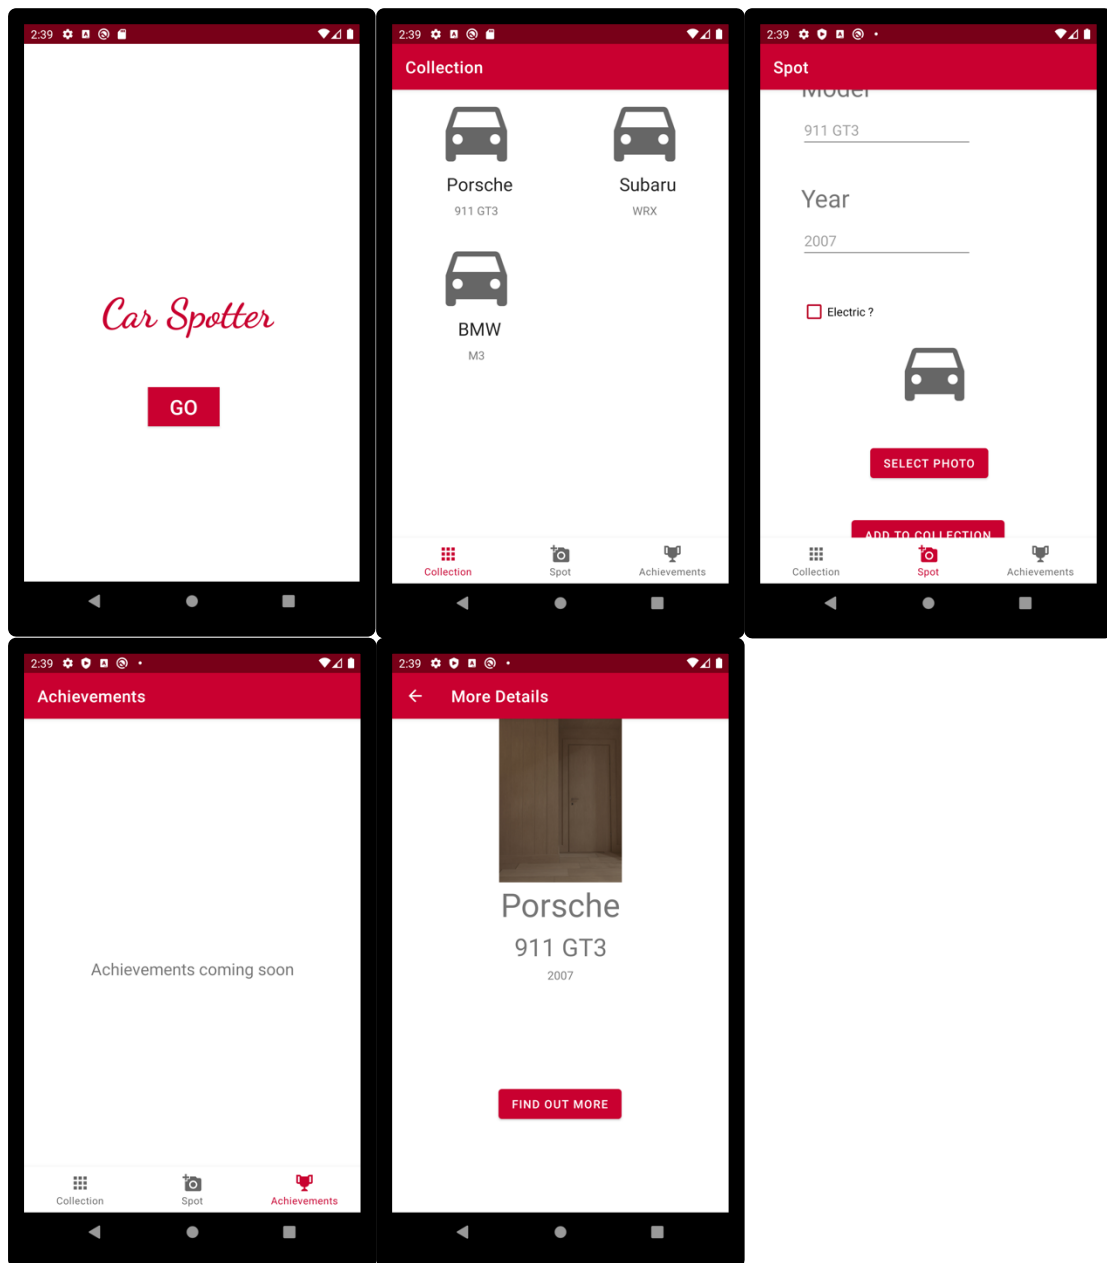 2:39
Car Spotter
GO
2:39
Collection
Porsche
Subaru
911 GT3
WRX
BMW
M3
Collection
Spot
Achievements
2:39
Spot
Model
911 GT3
Year
2007
Electric ?
SELECT PHOTO
ADD TO COLLECTION
Collection
Spot
Achievements
2:39
Achievements
Achievements coming soon
Collection
Spot
Achievements
2:39
More Details
Porsche
911 GT3
2007
FIND OUT MORE